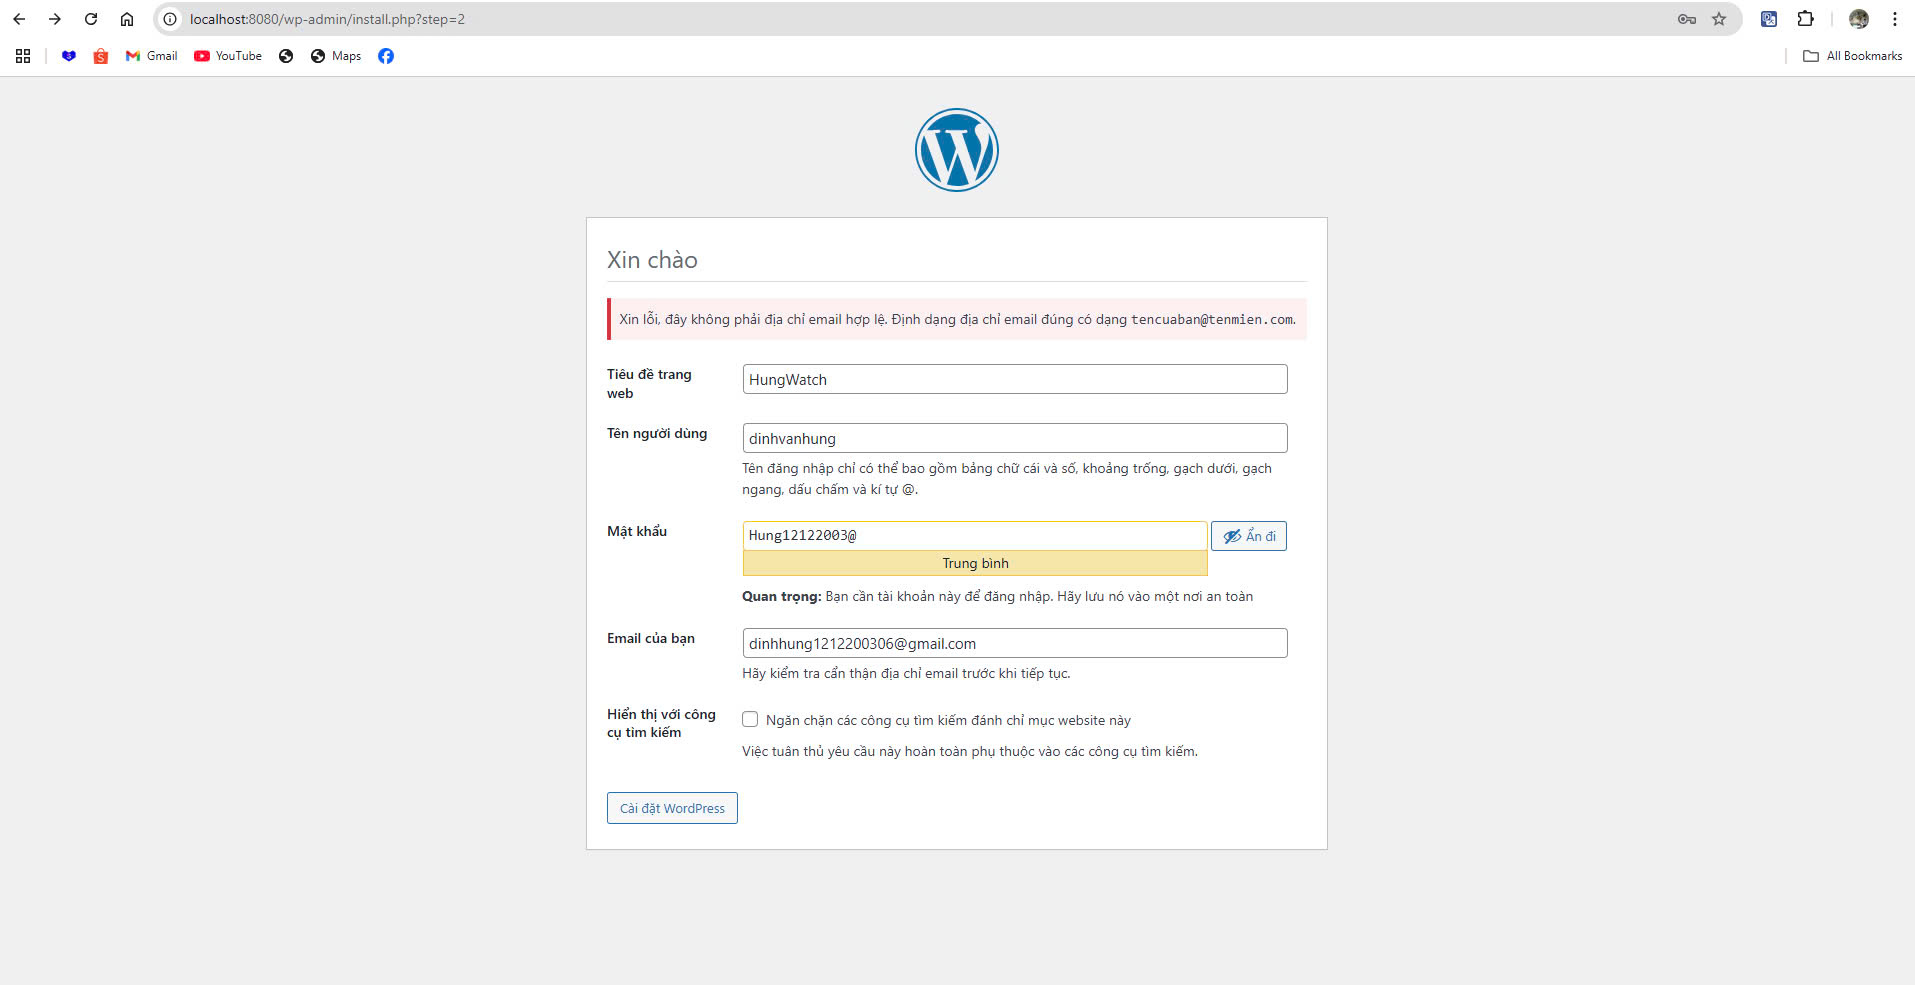 localhost:8080/wp-admin/install.php?step=2
Gmail
YouTube
Maps
All Bookmarks
Xin chào
Xin lỗi, đây không phải địa chỉ email hợp lệ. Định dạng địa chỉ email đúng có dạng tencuaban@tenmien.com.
Tiêu đề trang
web
HungWatch
Tên người dùng
dinhvanhung
Tên đăng nhập chỉ có thể bao gồm bảng chữ cái và số, khoảng trống, gạch dưới, gạch
ngang, dấu chấm và kí tự @.
Mật khẩu
Hung12122003@
Ẩn đi
Trung bình
Quan trọng: Bạn cần tài khoản này để đăng nhập. Hãy lưu nó vào một nơi an toàn
Email của bạn
dinhhung1212200306@gmail.com
Hãy kiểm tra cẩn thận địa chỉ email trước khi tiếp tục.
Hiển thị với công
cụ tìm kiếm
Ngăn chặn các công cụ tìm kiếm đánh chỉ mục website này
Việc tuân thủ yêu cầu này hoàn toàn phụ thuộc vào các công cụ tìm kiếm.
Cài đặt WordPress